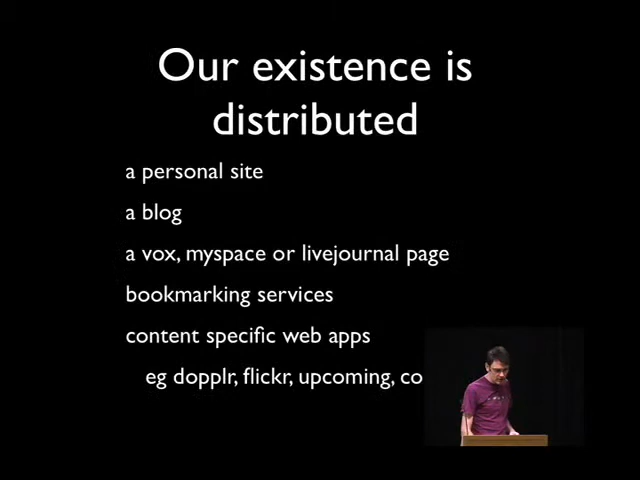 Our existence is
distributed
a personal site
a blog
a vox, myspace or livejournal page
bookmarking services
content specific web apps
eg dopplr, flickr, upcoming, co